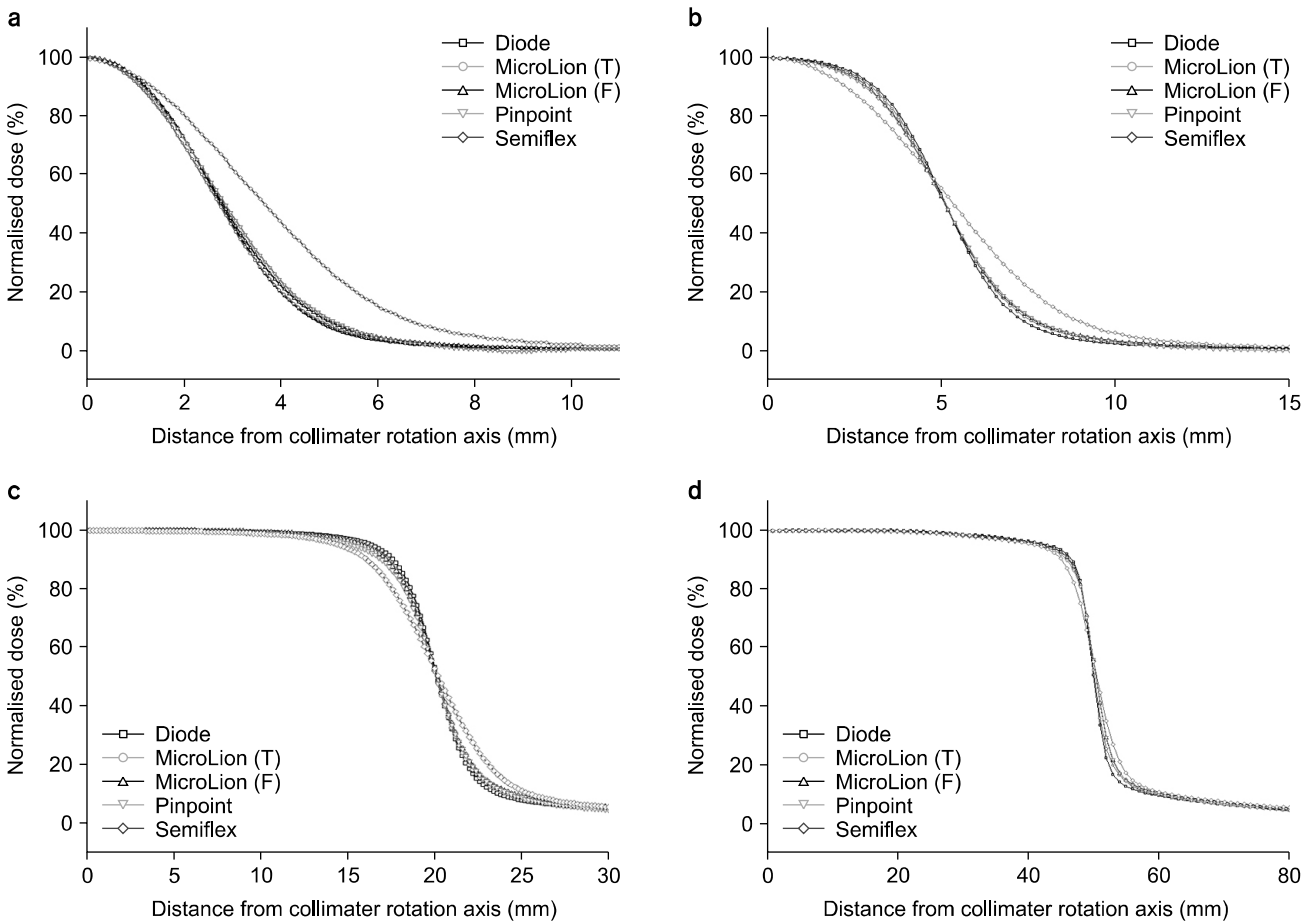 a
Normalised dose (%)
100
80
60
40
20
0
Diode
MicroLion (T)
MicroLion (F)
Pinpoint
Semiflex
0 2 4 6 8 10
Distance from collimater rotation axis (mm)
b
Normalised dose (%)
100
80
60
40
20
0
Diode
MicroLion (T)
MicroLion (F)
Pinpoint
Semiflex
0 5 10 15
Distance from collimater rotation axis (mm)
c
Normalised dose (%)
100
80
60
40
20
0
Diode
MicroLion (T)
MicroLion (F)
Pinpoint
Semiflex
0 5 10 15 20 25 30
Distance from collimater rotation axis (mm)
d
Normalised dose (%)
100
80
60
40
20
0
Diode
MicroLion (T)
MicroLion (F)
Pinpoint
Semiflex
0 20 40 60 80
Distance from collimater rotation axis (mm)